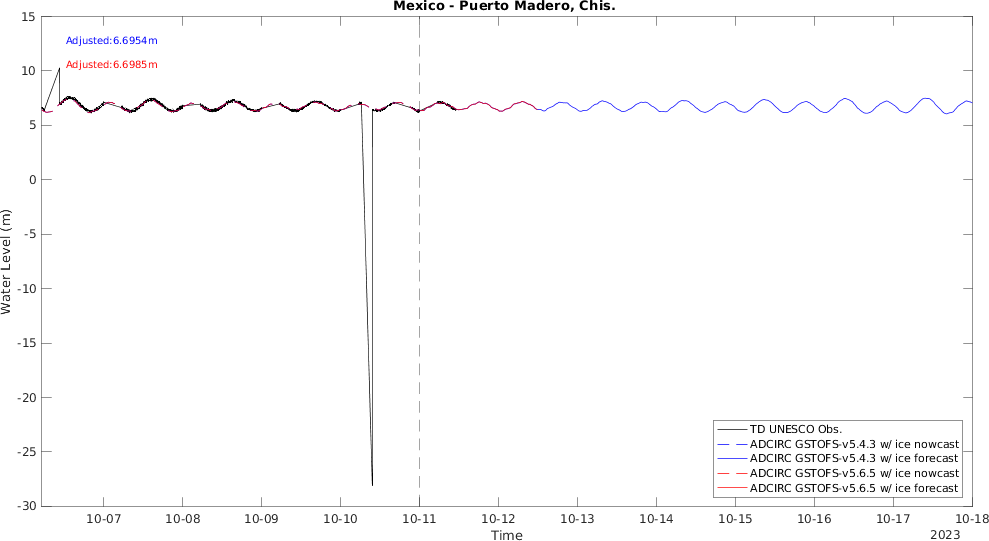 Mexico - Puerto Madero, Chis.
Adjusted:6.6954m
Adjusted:6.6985m
15
10
5
0
-5
-10
-15
-20
-25
-30
Water Level (m)
TD UNESCO Obs.
ADCIRC GSTOFS-v5.4.3 w/ ice nowcast
ADCIRC GSTOFS-v5.4.3 w/ ice forecast
ADCIRC GSTOFS-v5.6.5 w/ ice nowcast
ADCIRC GSTOFS-v5.6.5 w/ ice forecast
10-07 10-08 10-09 10-10 10-11 10-12 10-13 10-14 10-15 10-16 10-17 10-18
Time
2023